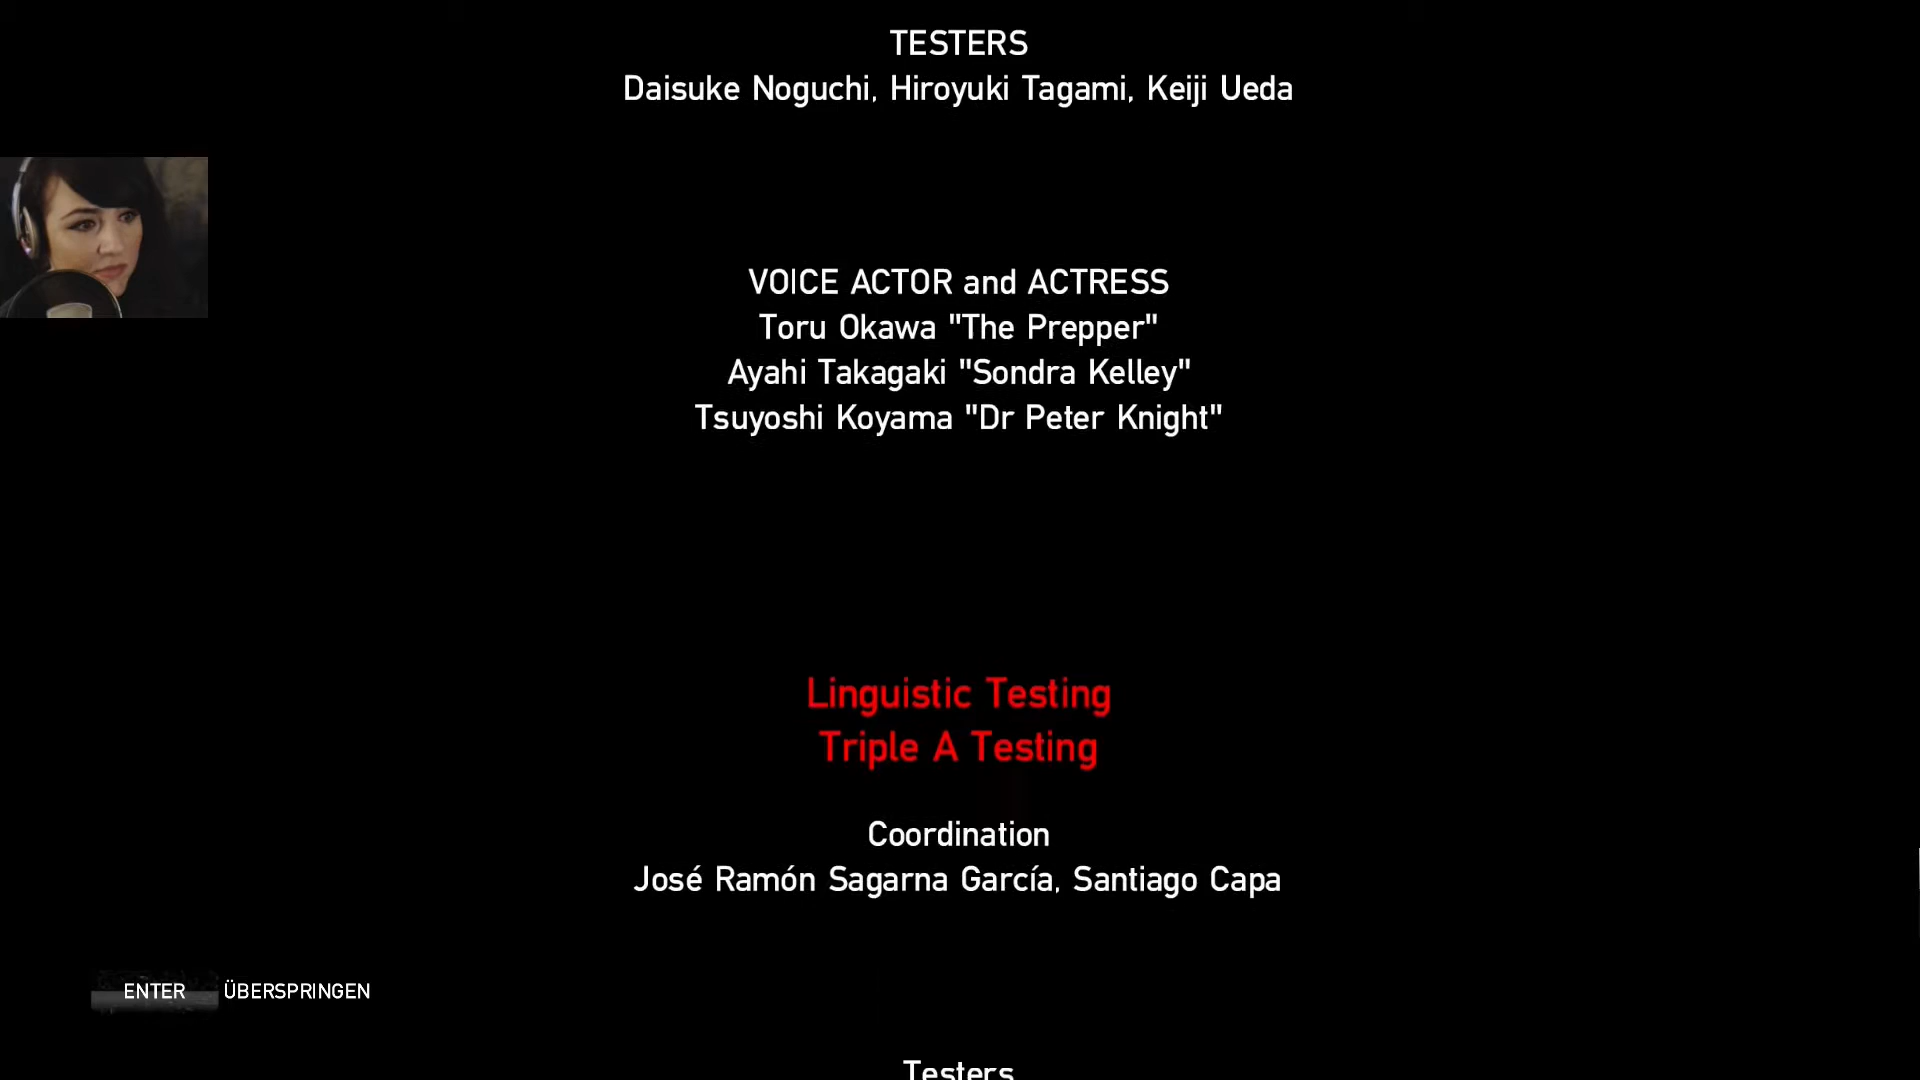 TESTERS
Daisuke Noguchi, Hiroyuki Tagami, Keiji Ueda
VOICE ACTOR and ACTRESS
Toru Okawa "The Prepper"
Ayahi Takagaki "Sondra Kelley"
Tsuyoshi Koyama "Dr Peter Knight"
Linguistic Testing
Triple A Testing
Coordination
José Ramón Sagarna García, Santiago Capa
ENTER ÜBERSPRINGEN
Testers